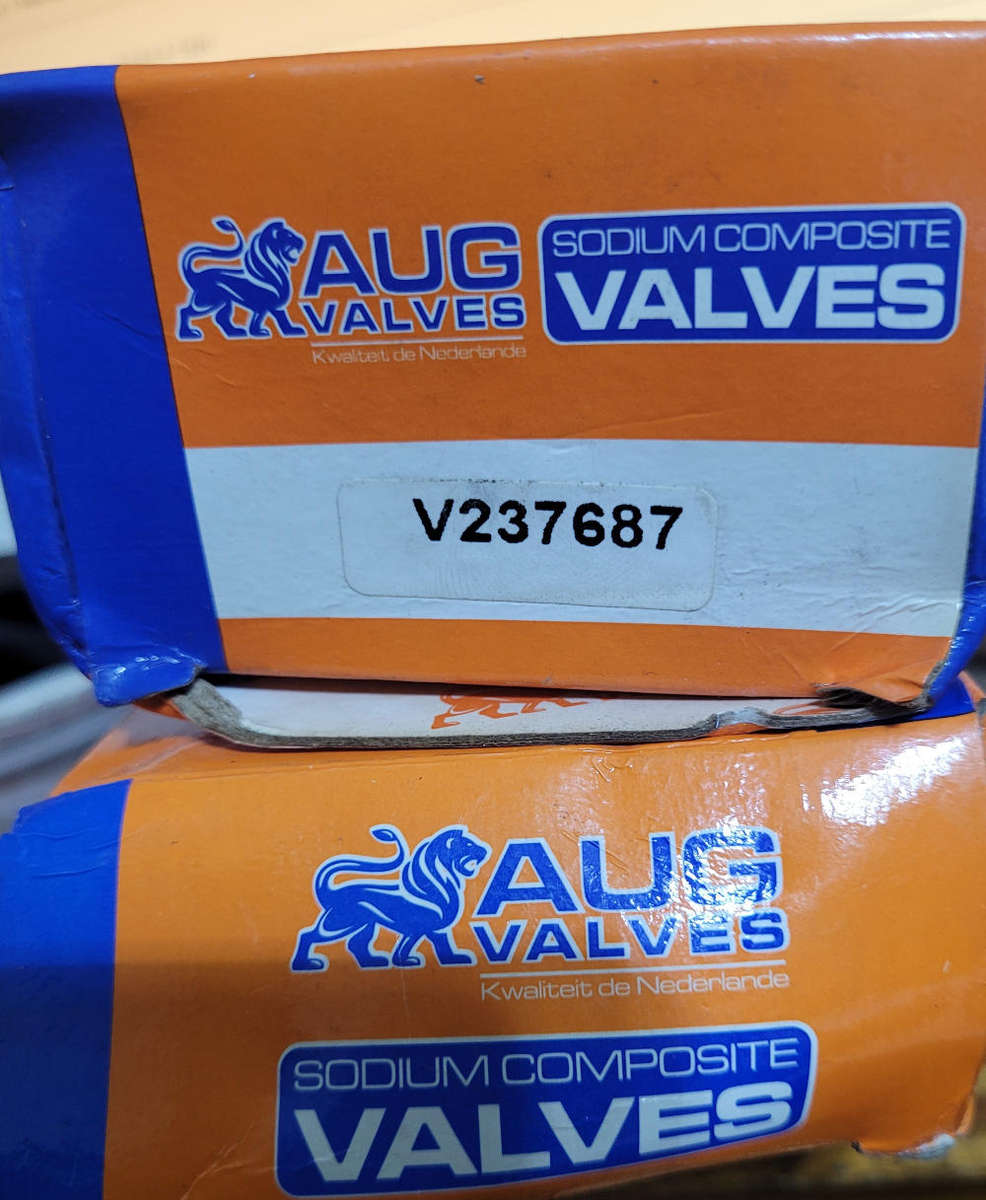 AUG
VALVES
Kwaliteit de Nederlande
SODIUM COMPOSITE
VALVES
V237687
AUG
VALVES
Kwaliteit de Nederlande
SODIUM COMPOSITE
VALVES